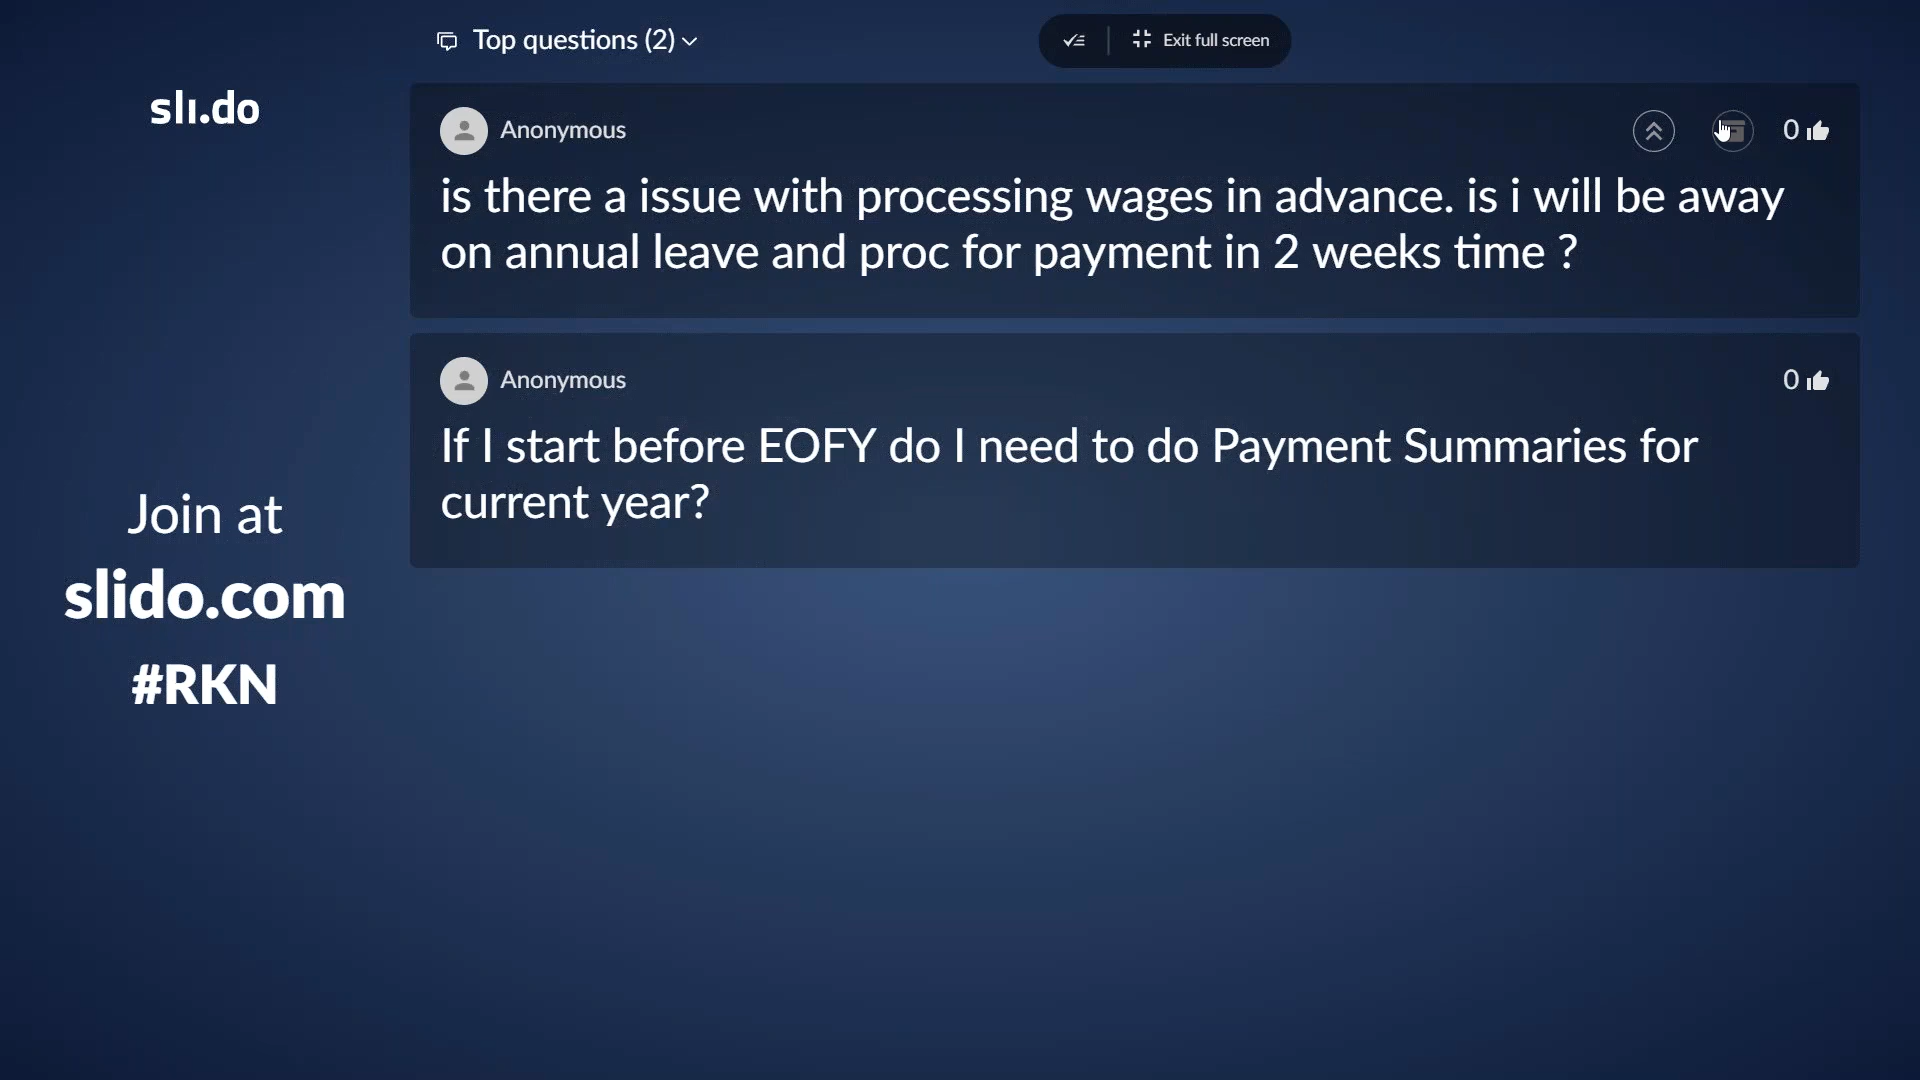 Top questions (2)
Exit full screen
slı.do
Anonymous
0
is there a issue with processing wages in advance. is i will be away
on annual leave and proc for payment in 2 weeks time ?
Anonymous
0
If I start before EOFY do I need to do Payment Summaries for
current year?
Join at
slido.com
#RKN